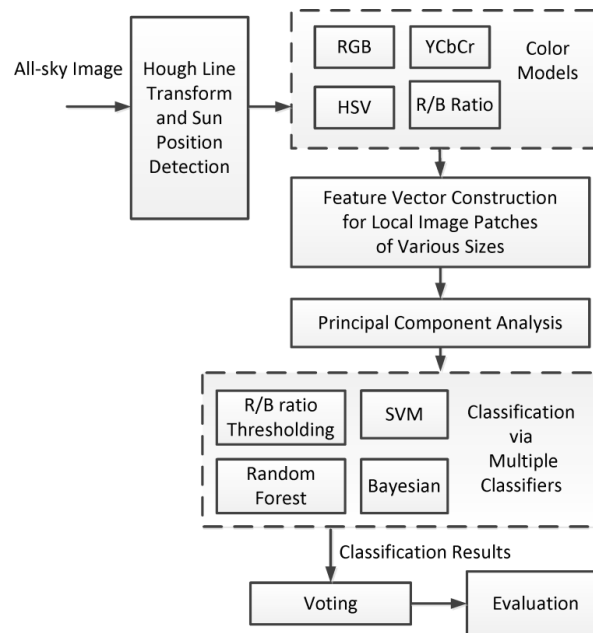 All-sky Image
Hough Line
Transform
and Sun
Position
Detection
RGB
YCbCr
HSV
R/B Ratio
Color
Models
Feature Vector Construction
for Local Image Patches
of Various Sizes
Principal Component Analysis
R/B ratio
Thresholding
SVM
Random
Forest
Bayesian
Classification
via
Multiple
Classifiers
Classification Results
Voting
Evaluation